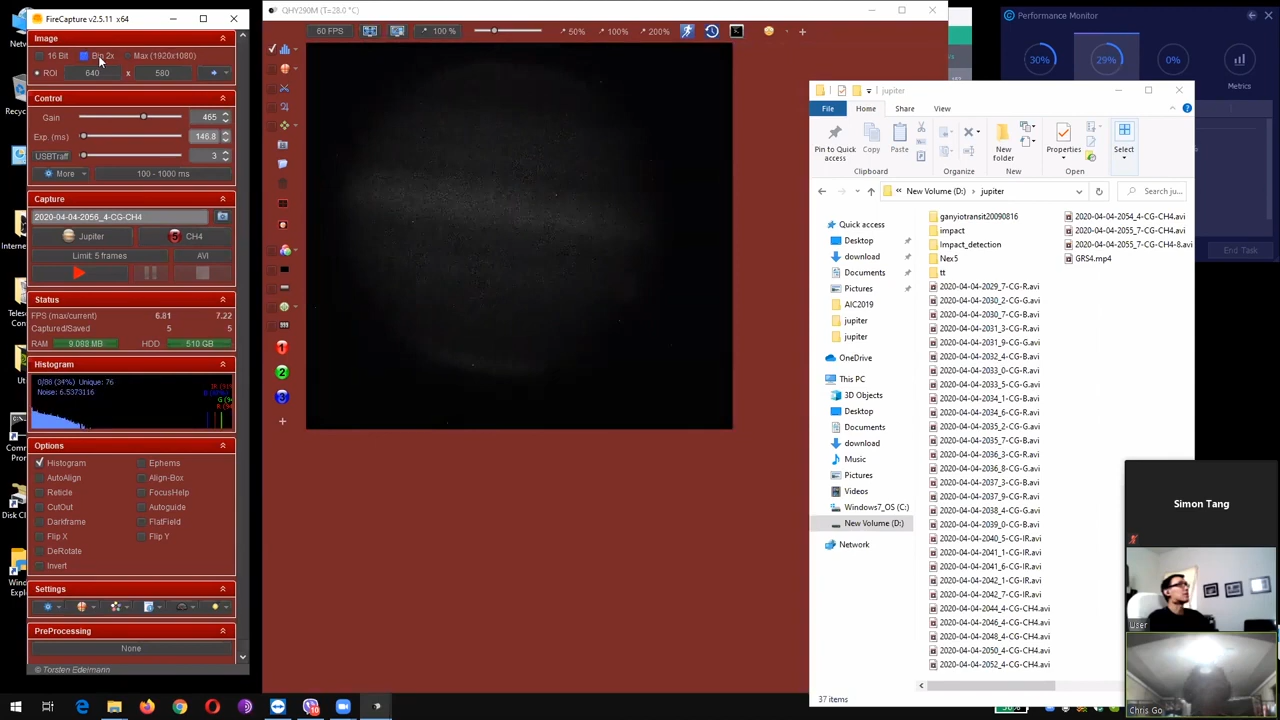 FireCapture v2.5.11 x64
Image
16 Bit
Bin 2x
Max (1920x1080)
ROI
640
x
580
Control
Gain
465
Exp. (ms)
146.8
USBTraff
3
More
100 - 1000 ms
Capture
2020-04-04-2056_4-CG-CH4
Jupiter
5
CH4
Limit: 5 frames
AVI
Status
FPS (max/current)
6.81
7.22
Captured/Saved
5
5
RAM
9.088 MB
HDD
510 GB
Histogram
0/86 (34%) Unique: 76
Noise: 6.5373116
Options
Histogram
Ephems
AutoAlign
Align-Box
Reticle
FocusHelp
CutOut
Autoguide
Darkframe
FlatField
Flip X
Flip Y
DeRotate
Invert
Settings
PreProcessing
None
© Torsten Edelmann
QHY290M (T=28.0 °C)
60 FPS
100 %
50%
100%
200%
1
2
3
Performance Monitor
30%
29%
0%
Metrics
End Task
jupiter
File
Home
Share
View
Pin to Quick access
Copy
Paste
Clipboard
Organize
New folder
New
Properties
Open
Select
« New Volume (D:) › jupiter
Search ju...
Quick access
Desktop
download
Documents
Pictures
AIC2019
jupiter
jupiter
OneDrive
This PC
3D Objects
Desktop
Documents
download
Music
Pictures
Videos
Windows7_OS (C:)
New Volume (D:)
Network
ganyiotransit20090816
impact
Impact_detection
Nex5
tt
2020-04-04-2029_7-CG-R.avi
2020-04-04-2030_2-CG-G.avi
2020-04-04-2030_7-CG-B.avi
2020-04-04-2031_3-CG-R.avi
2020-04-04-2031_9-CG-G.avi
2020-04-04-2032_4-CG-B.avi
2020-04-04-2033_0-CG-R.avi
2020-04-04-2033_5-CG-G.avi
2020-04-04-2034_1-CG-B.avi
2020-04-04-2034_6-CG-R.avi
2020-04-04-2035_2-CG-G.avi
2020-04-04-2035_7-CG-B.avi
2020-04-04-2036_3-CG-R.avi
2020-04-04-2036_8-CG-G.avi
2020-04-04-2037_3-CG-B.avi
2020-04-04-2037_9-CG-R.avi
2020-04-04-2038_4-CG-G.avi
2020-04-04-2039_0-CG-B.avi
2020-04-04-2040_5-CG-IR.avi
2020-04-04-2041_1-CG-IR.avi
2020-04-04-2041_6-CG-IR.avi
2020-04-04-2042_1-CG-IR.avi
2020-04-04-2042_7-CG-IR.avi
2020-04-04-2044_4-CG-CH4.avi
2020-04-04-2046_4-CG-CH4.avi
2020-04-04-2048_4-CG-CH4.avi
2020-04-04-2050_4-CG-CH4.avi
2020-04-04-2052_4-CG-CH4.avi
2020-04-04-2054_4-CG-CH4.avi
2020-04-04-2055_7-CG-CH4.avi
2020-04-04-2055_7-CG-CH4-8.avi
GRS4.mp4
37 items
Simon Tang
User
Chris Go